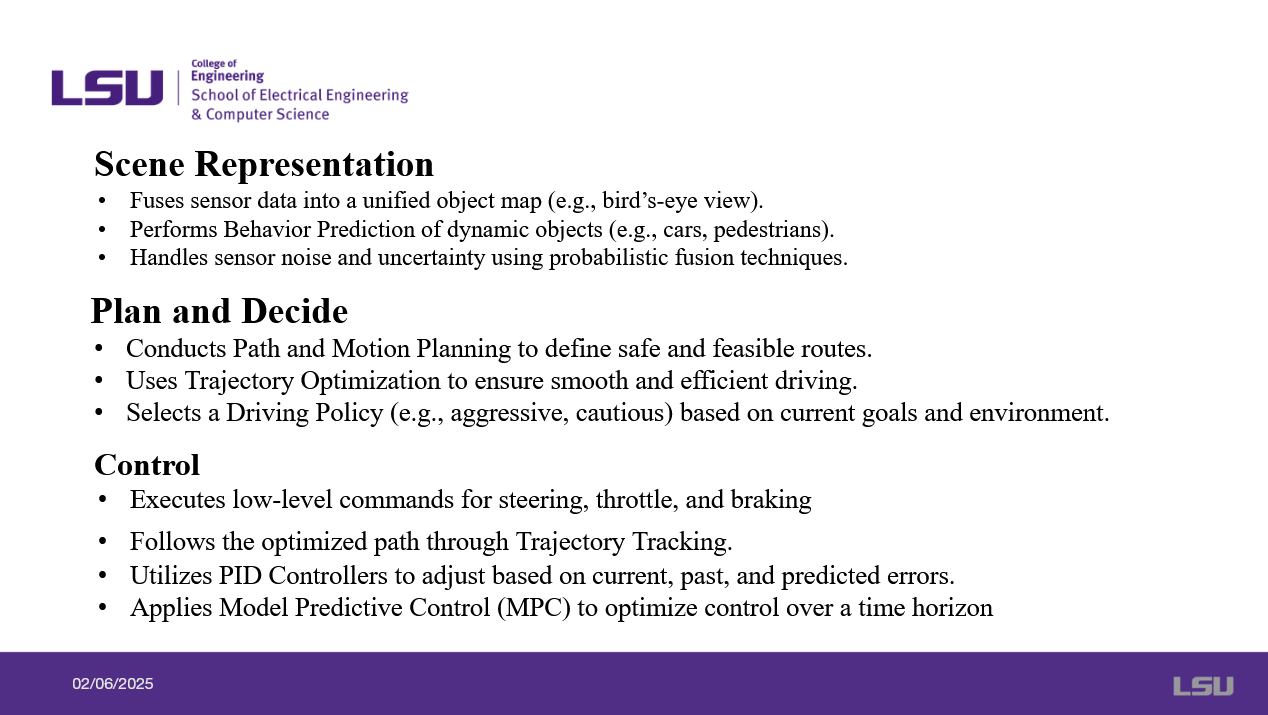 LSU
College of
Engineering
School of Electrical Engineering
& Computer Science
Scene Representation
• Fuses sensor data into a unified object map (e.g., bird’s-eye view).
• Performs Behavior Prediction of dynamic objects (e.g., cars, pedestrians).
• Handles sensor noise and uncertainty using probabilistic fusion techniques.
Plan and Decide
• Conducts Path and Motion Planning to define safe and feasible routes.
• Uses Trajectory Optimization to ensure smooth and efficient driving.
• Selects a Driving Policy (e.g., aggressive, cautious) based on current goals and environment.
Control
• Executes low-level commands for steering, throttle, and braking
• Follows the optimized path through Trajectory Tracking.
• Utilizes PID Controllers to adjust based on current, past, and predicted errors.
• Applies Model Predictive Control (MPC) to optimize control over a time horizon
02/06/2025
LSU